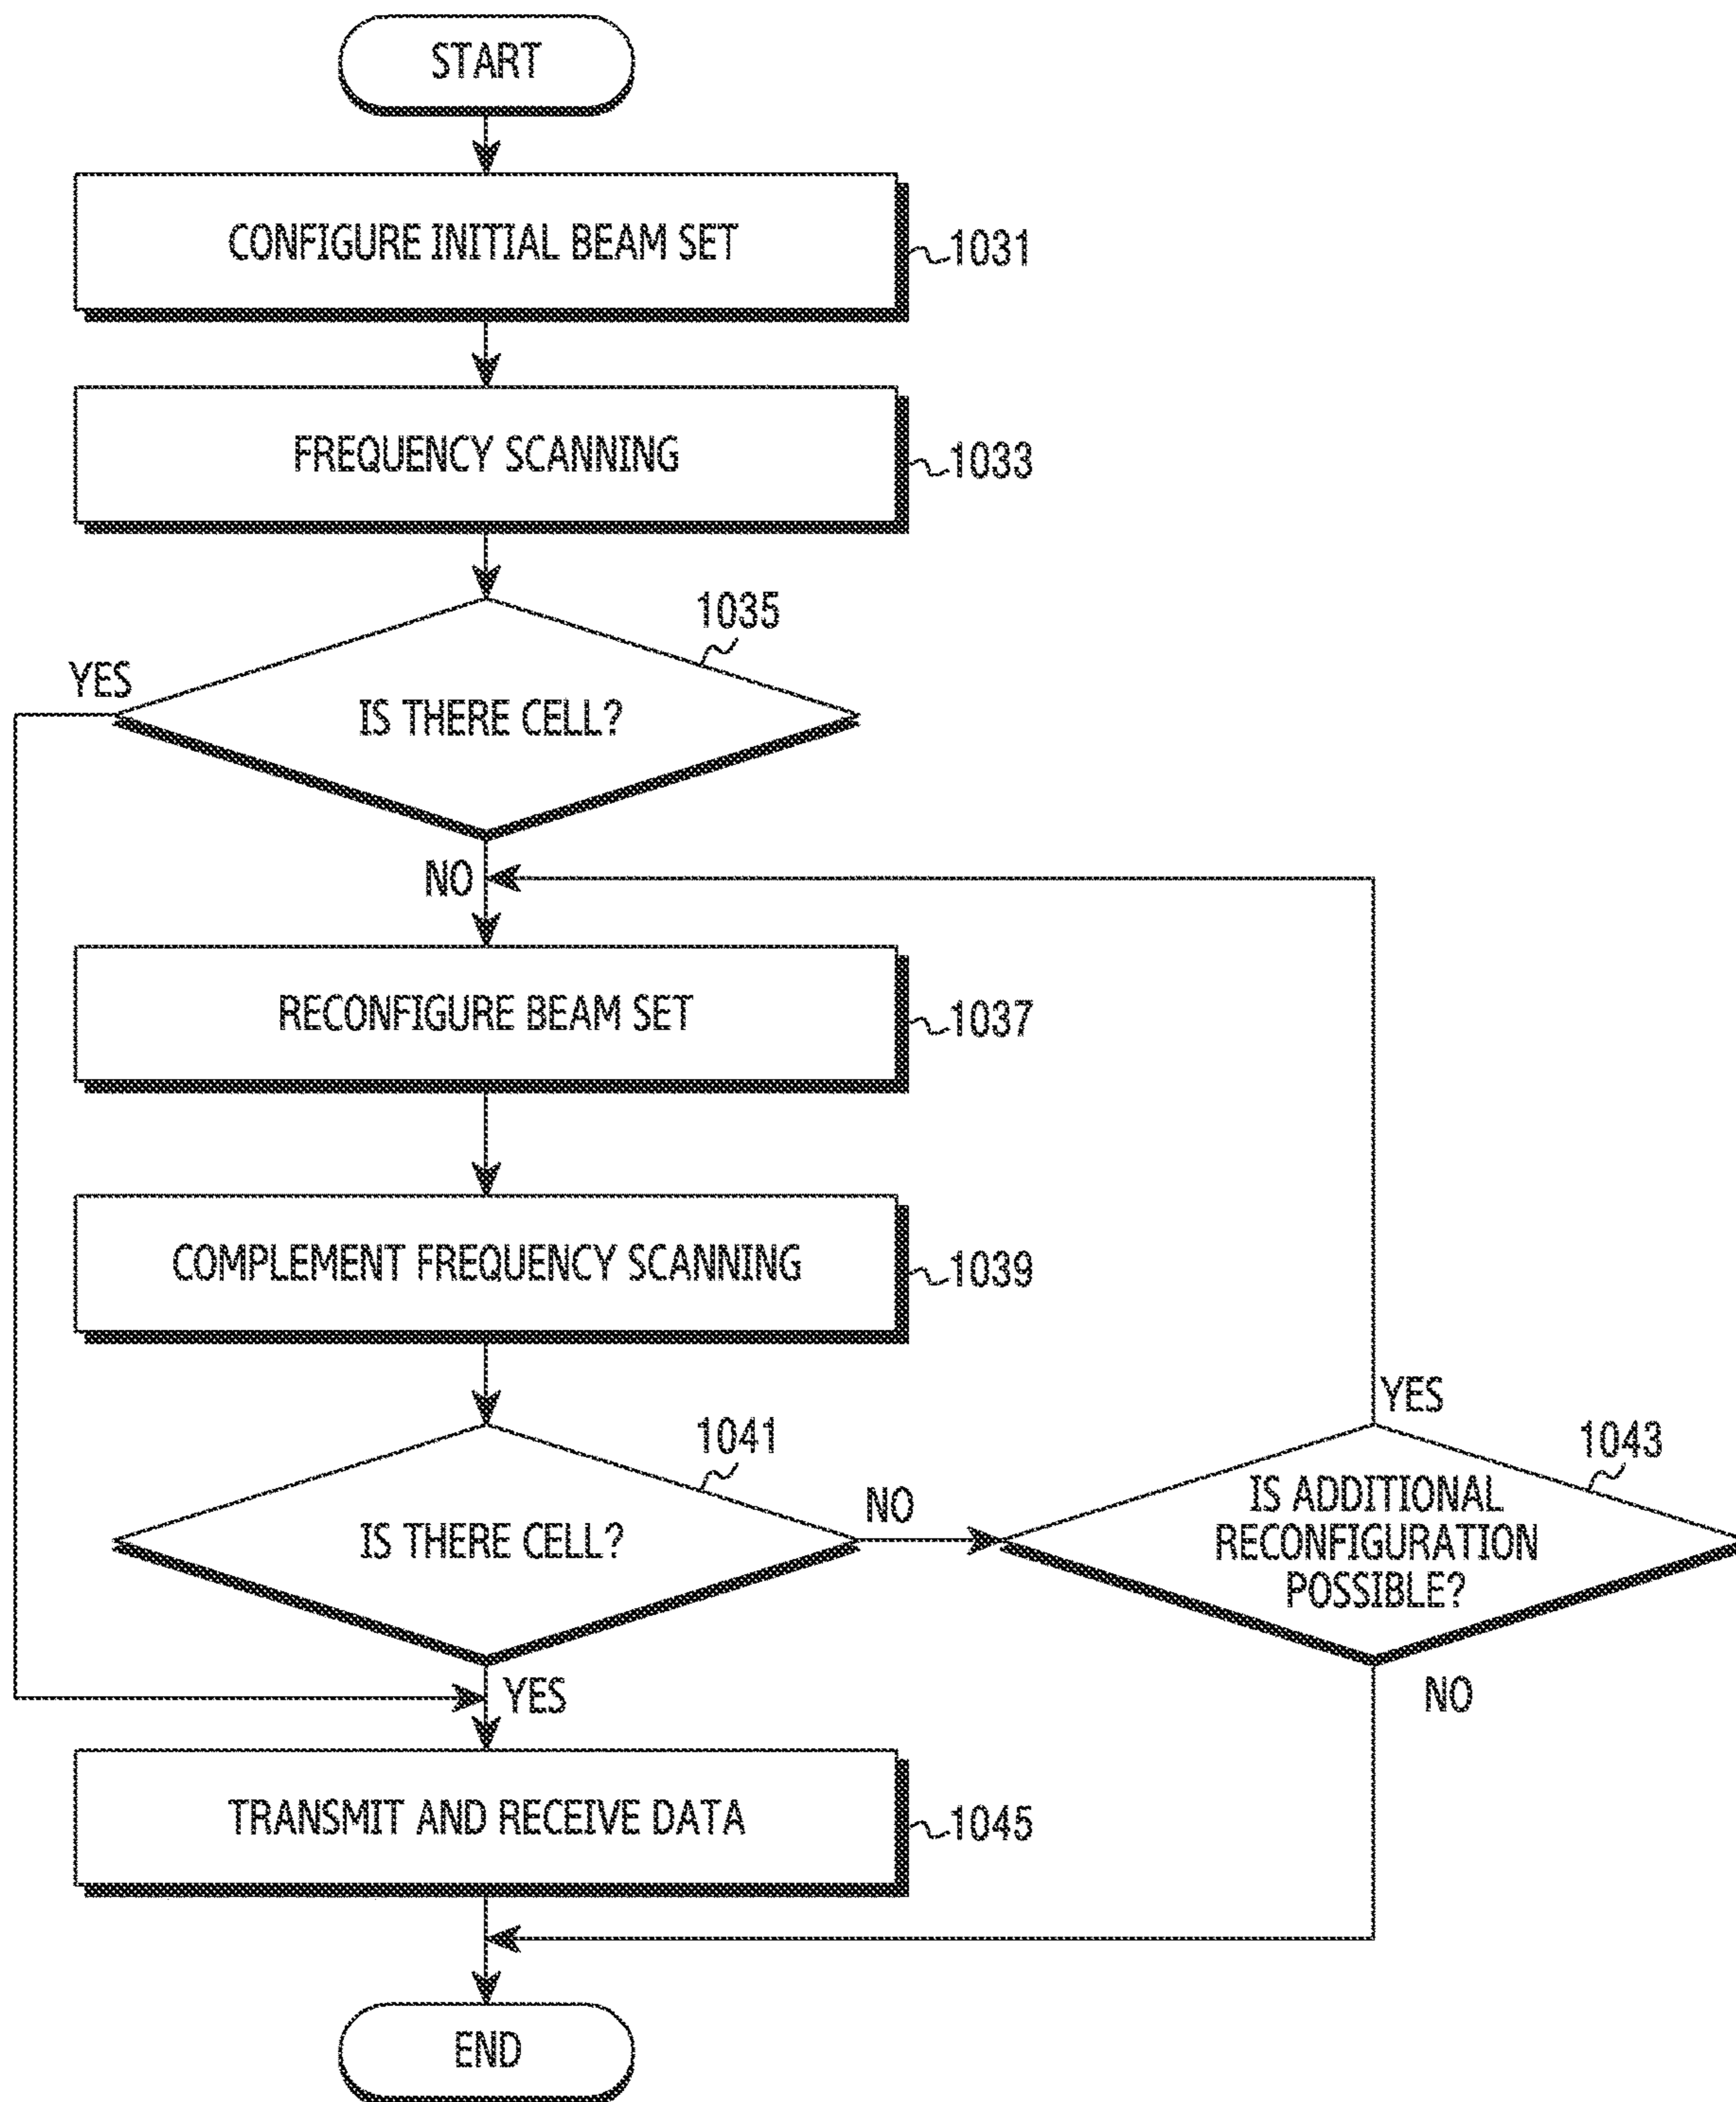 START
CONFIGURE INITIAL BEAM SET
1031
FREQUENCY SCANNING
1033
1035
YES
IS THERE CELL?
NO
RECONFIGURE BEAM SET
1037
COMPLEMENT FREQUENCY SCANNING
1039
YES
1041
1043
NO
IS THERE CELL?
IS ADDITIONAL
RECONFIGURATION
POSSIBLE?
YES
NO
TRANSMIT AND RECEIVE DATA
1045
END